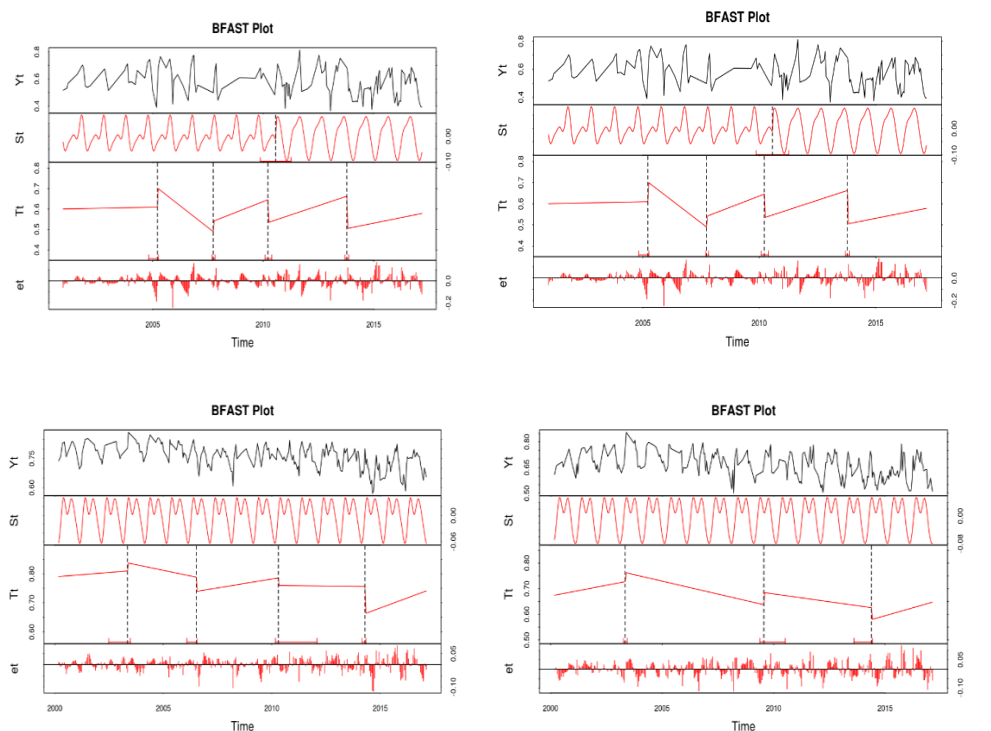 BFAST Plot
Yt
0.4 0.6 0.8
St
-0.10 0.00
Tt
0.4 0.5 0.6 0.7 0.8
et
-0.2 0.0
2005 2010 2015
Time
BFAST Plot
Yt
0.4 0.6 0.8
St
-0.10 0.00
Tt
0.4 0.5 0.6 0.7 0.8
et
-0.2 0.0
2005 2010 2015
Time
BFAST Plot
Yt
0.60 0.75
St
-0.06 0.00
Tt
0.60 0.70 0.80
et
-0.10 0.05
2000 2005 2010 2015
Time
BFAST Plot
Yt
0.50 0.65 0.80
St
-0.08 0.00
Tt
0.50 0.60 0.70 0.80
et
-0.10 0.05
2000 2005 2010 2015
Time